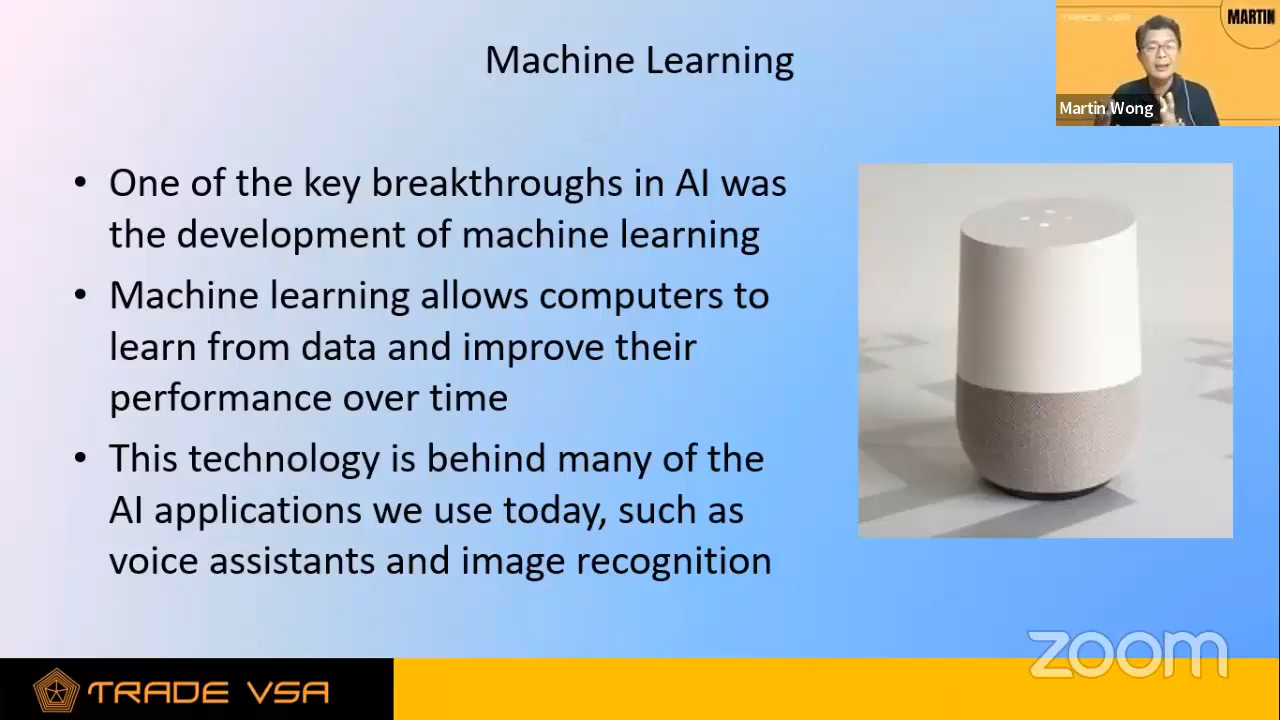 Machine Learning
TRADE VSA
MARTIN
Martin Wong
• One of the key breakthroughs in AI was
the development of machine learning
• Machine learning allows computers to
learn from data and improve their
performance over time
• This technology is behind many of the
AI applications we use today, such as
voice assistants and image recognition
zoom
TRADE VSA